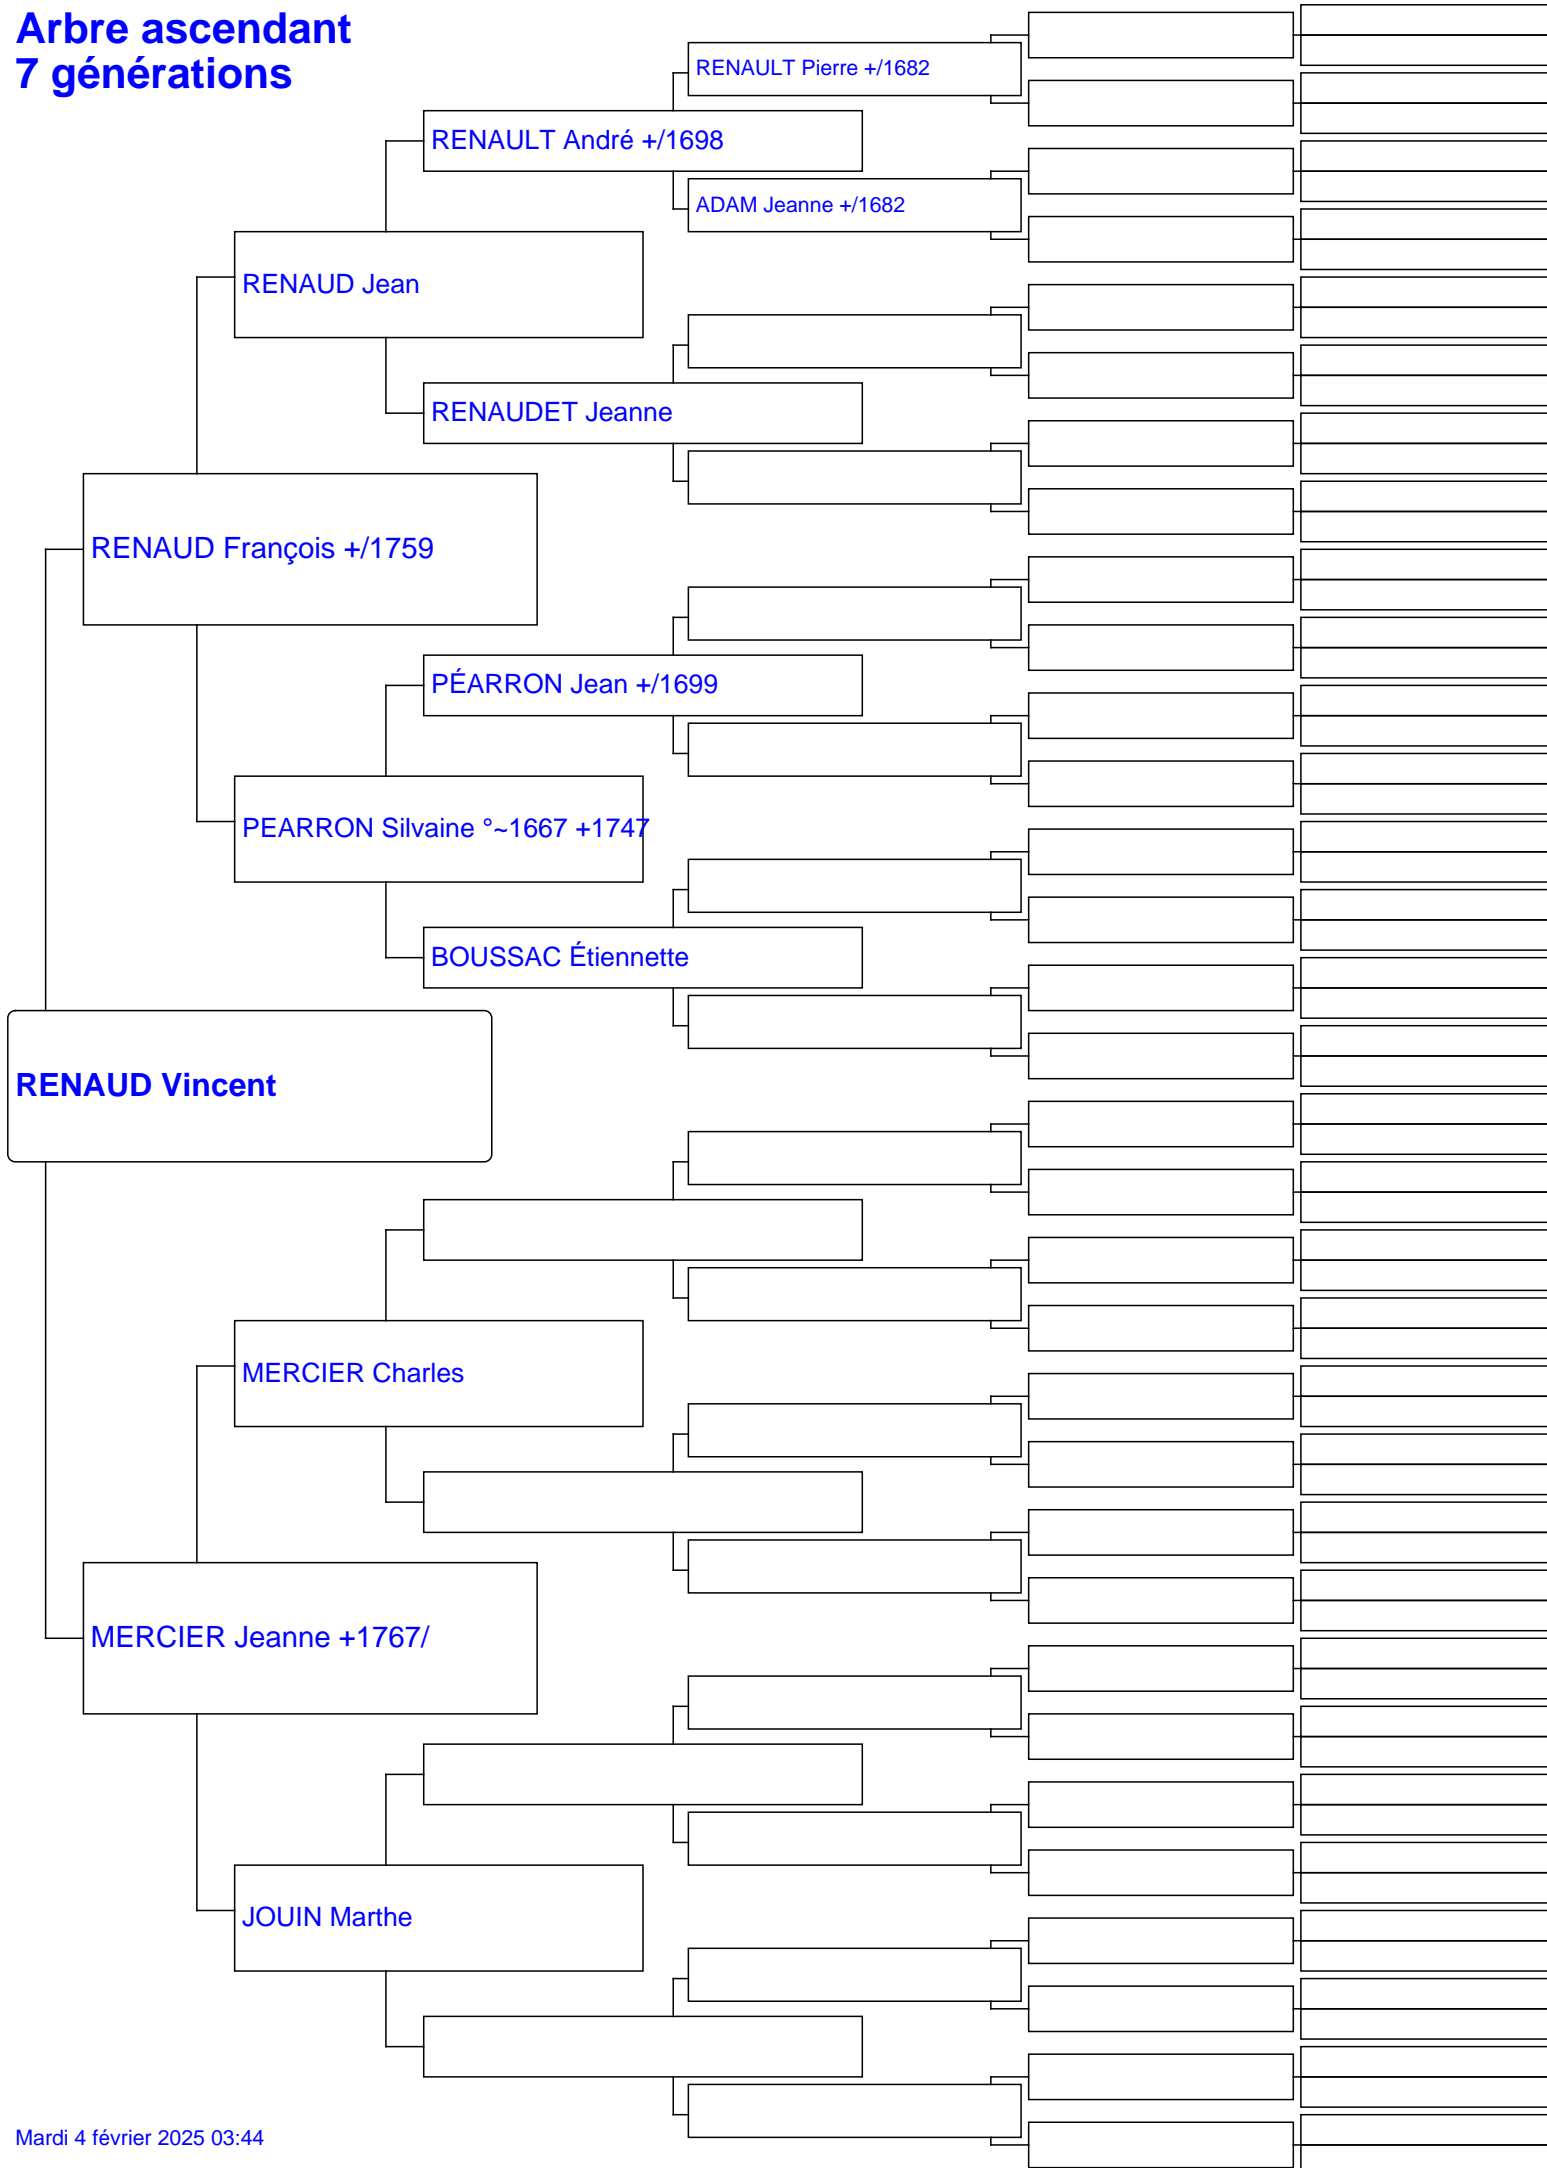 Arbre ascendant
7 générations
RENAULT Pierre +/1682
RENAULT André +/1698
ADAM Jeanne +/1682
RENAUD Jean
RENAUDET Jeanne
RENAUD François +/1759
PÉARRON Jean +/1699
PEARRON Silvaine °~1667 +1747
BOUSSAC Étiennette
RENAUD Vincent
MERCIER Charles
MERCIER Jeanne +1767/
JOUIN Marthe
Mardi 4 février 2025 03:44